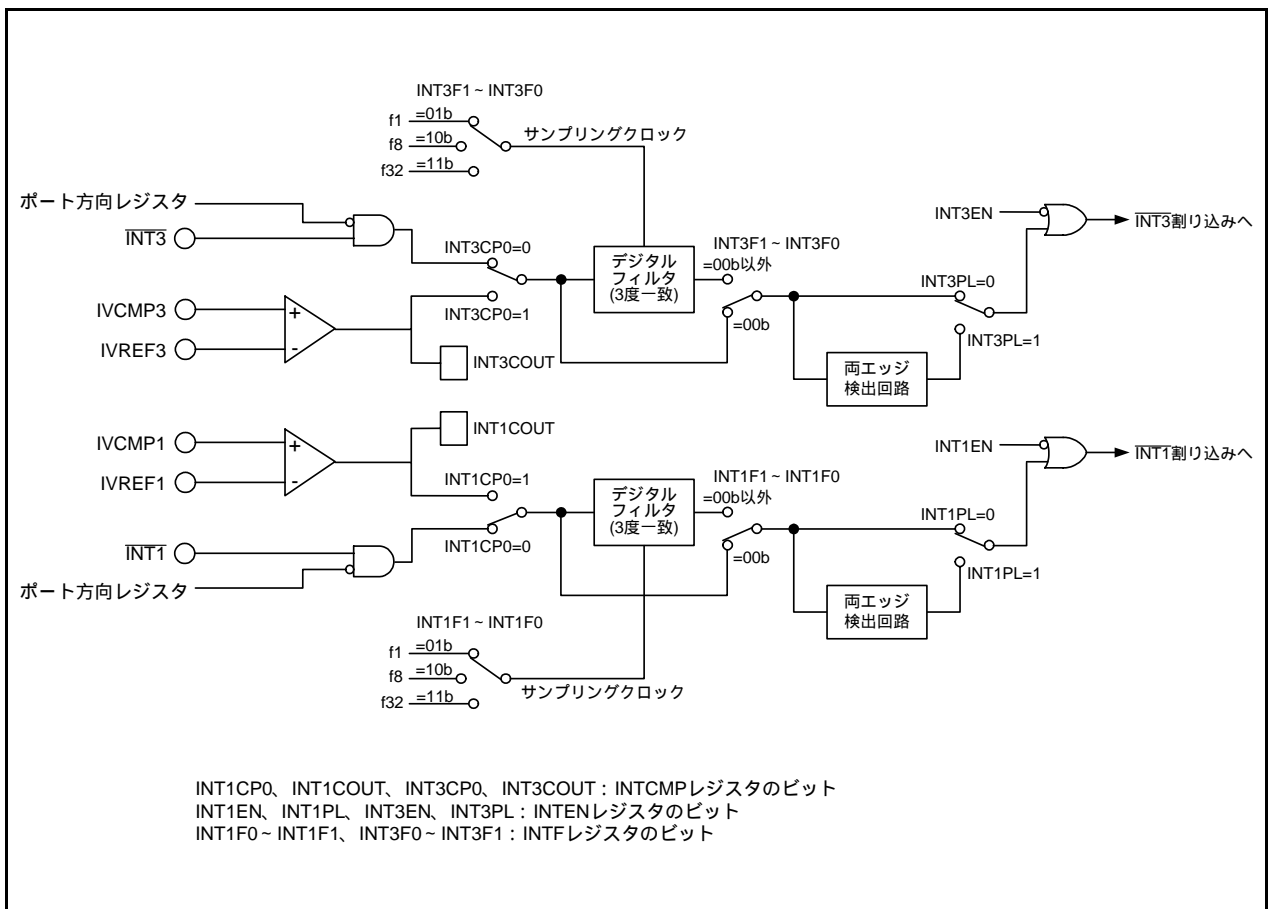 INT3F1 ~ INT3F0
f1 =01b
f8 =10b
f32 =11b
サンプリングクロック
ポート方向レジスタ
INT3
INT3CP0=0
INT3CP0=1
IVCMP3
+
IVREF3
-
INT3COUT
デジタル
フィルタ
(3度一致)
INT3F1 ~ INT3F0
=00b以外
=00b
両エッジ
検出回路
INT3PL=0
INT3PL=1
INT3EN
INT3割り込みへ
IVCMP1
+
IVREF1
-
INT1COUT
INT1CP0=1
INT1CP0=0
INT1
ポート方向レジスタ
デジタル
フィルタ
(3度一致)
INT1F1 ~ INT1F0
=00b以外
=00b
両エッジ
検出回路
INT1PL=0
INT1PL=1
INT1EN
INT1割り込みへ
INT1F1 ~ INT1F0
f1 =01b
f8 =10b
f32 =11b
サンプリングクロック
INT1CP0、INT1COUT、INT3CP0、INT3COUT : INTCMPレジスタのビット
INT1EN、INT1PL、INT3EN、INT3PL : INTENレジスタのビット
INT1F0 ~ INT1F1、INT3F0 ~ INT3F1 : INTFレジスタのビット